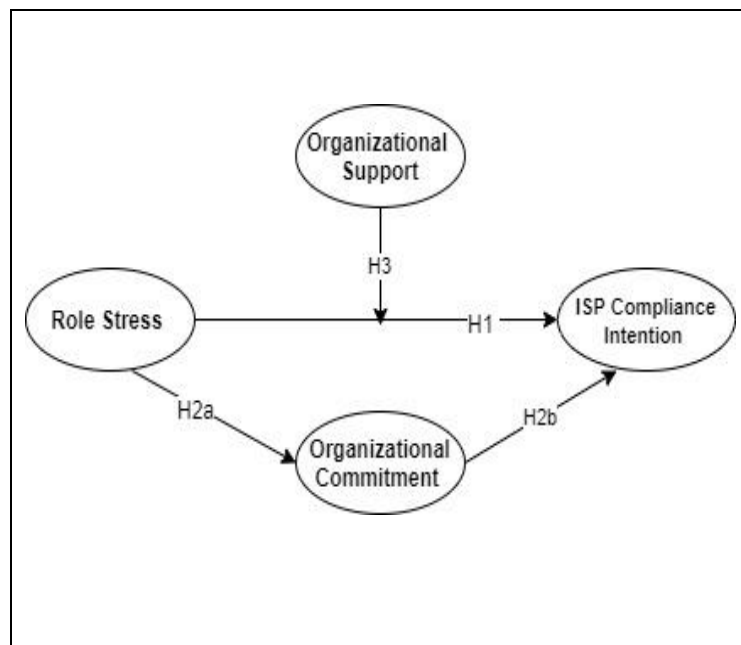 Organizational
Support
H3
Role Stress
H1
ISP Compliance
Intention
H2a
H2b
Organizational
Commitment